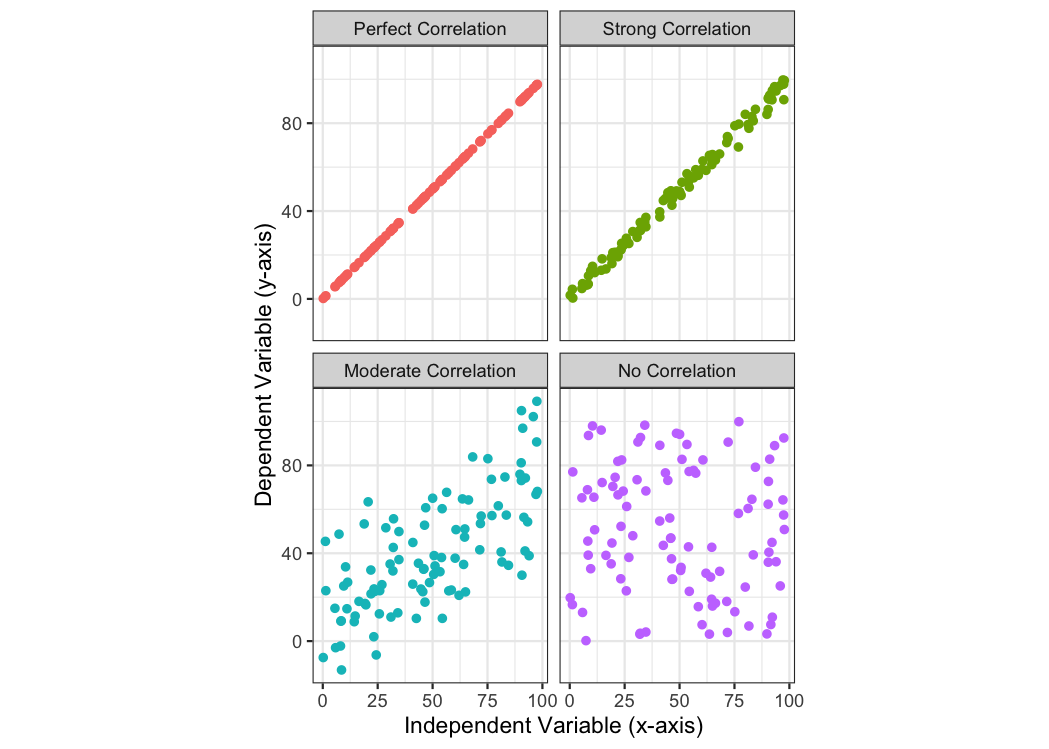 Perfect Correlation
Strong Correlation
80
40
0
Moderate Correlation
No Correlation
80
40
0
0 25 50 75 100 0 25 50 75 100
Independent Variable (x-axis)
Dependent Variable (y-axis)